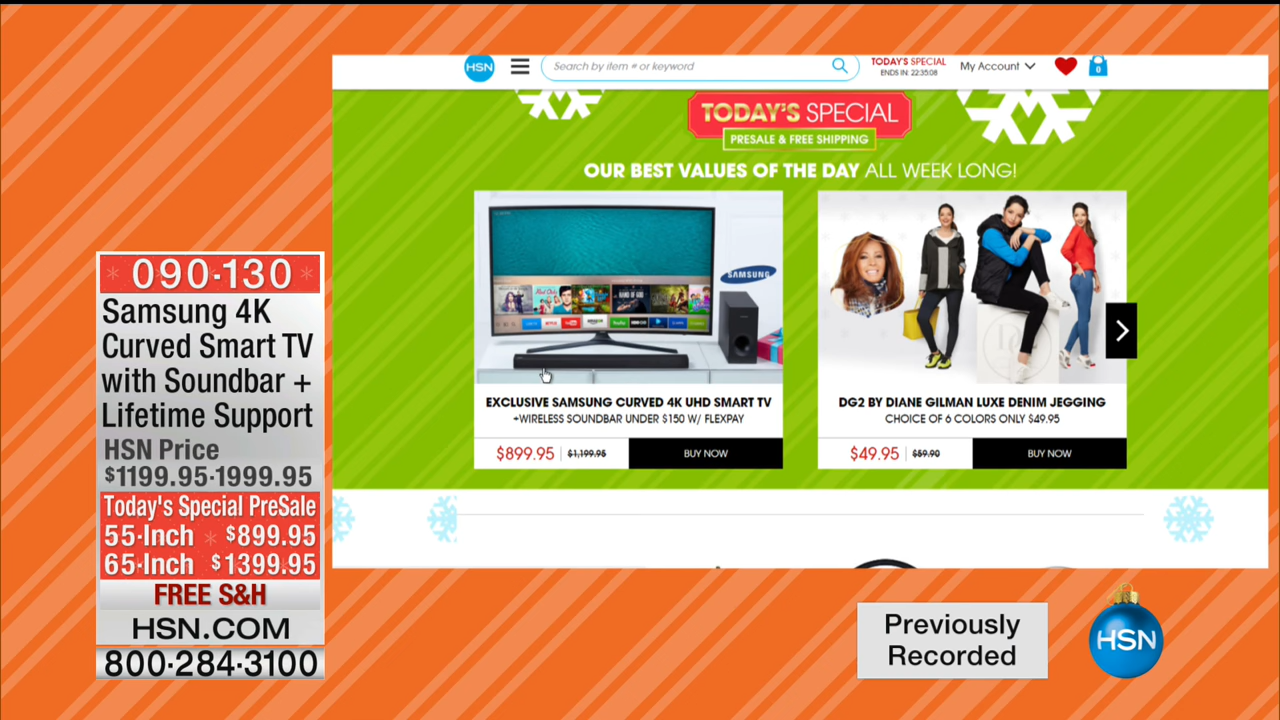 HSN
Search by item # or keyword
TODAY'S SPECIAL
ENDS IN: 22:35:08
My Account
0
TODAY'S SPECIAL
PRESALE & FREE SHIPPING
OUR BEST VALUES OF THE DAY ALL WEEK LONG!
SAMSUNG
EXCLUSIVE SAMSUNG CURVED 4K UHD SMART TV
+WIRELESS SOUNDBAR UNDER $150 W/ FLEXPAY
$899.95 $1,199.95 BUY NOW
DG2 BY DIANE GILMAN LUXE DENIM JEGGING
CHOICE OF 6 COLORS ONLY $49.95
$49.95 $59.90 BUY NOW
090-130
Samsung 4K
Curved Smart TV
with Soundbar +
Lifetime Support
HSN Price
$1199.95-1999.95
Today's Special PreSale
55-Inch $899.95
65-Inch $1399.95
FREE S&H
HSN.COM
800-284-3100
Previously
Recorded
HSN